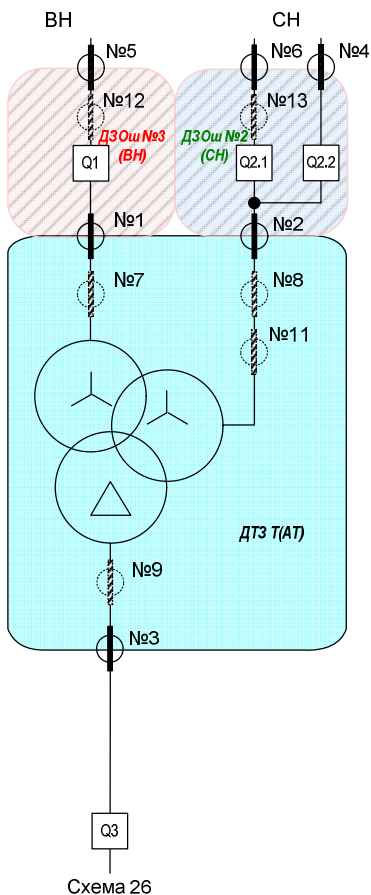 ВН
СН
№5
№6
№4
№12
№13
ДЗОш №3
(ВН)
ДЗОш №2
(СН)
Q1
Q2.1
Q2.2
№1
№2
№7
№8
№11
ДТЗ Т(АТ)
№9
№3
Q3
Схема 26